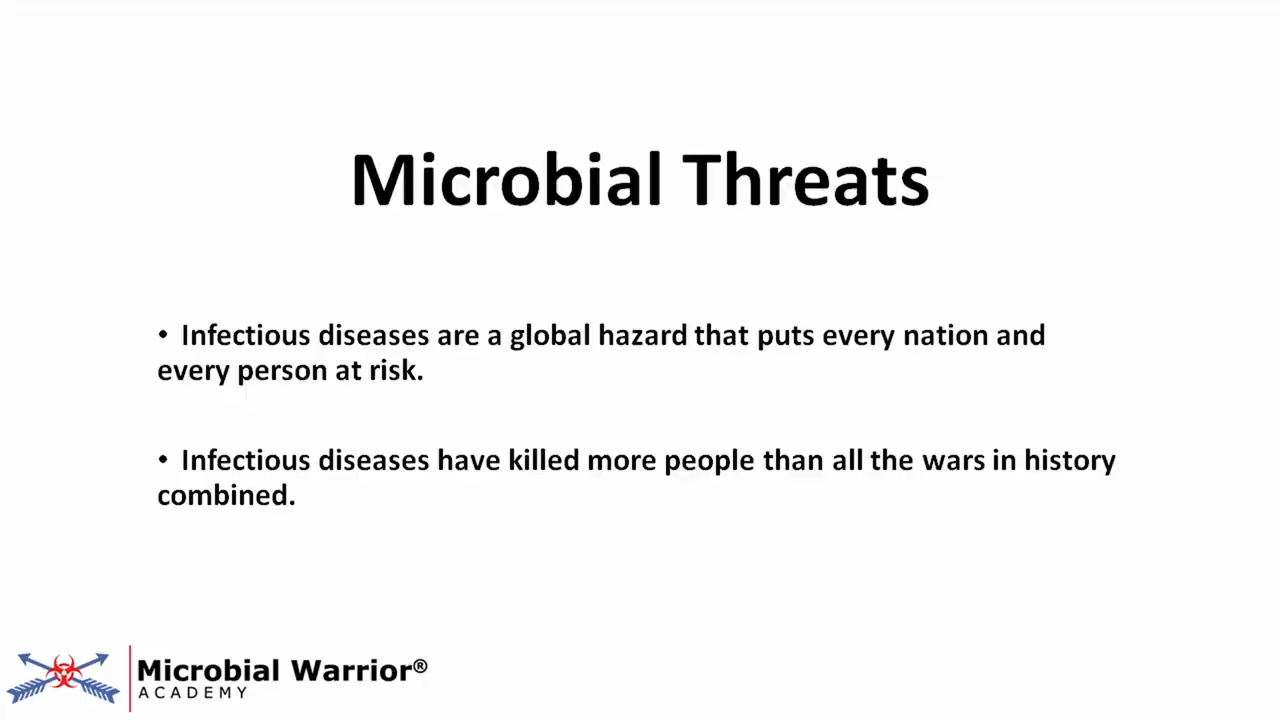 Microbial Threats
• Infectious diseases are a global hazard that puts every nation and
every person at risk.
• Infectious diseases have killed more people than all the wars in history
combined.
Microbial Warrior®
ACADEMY